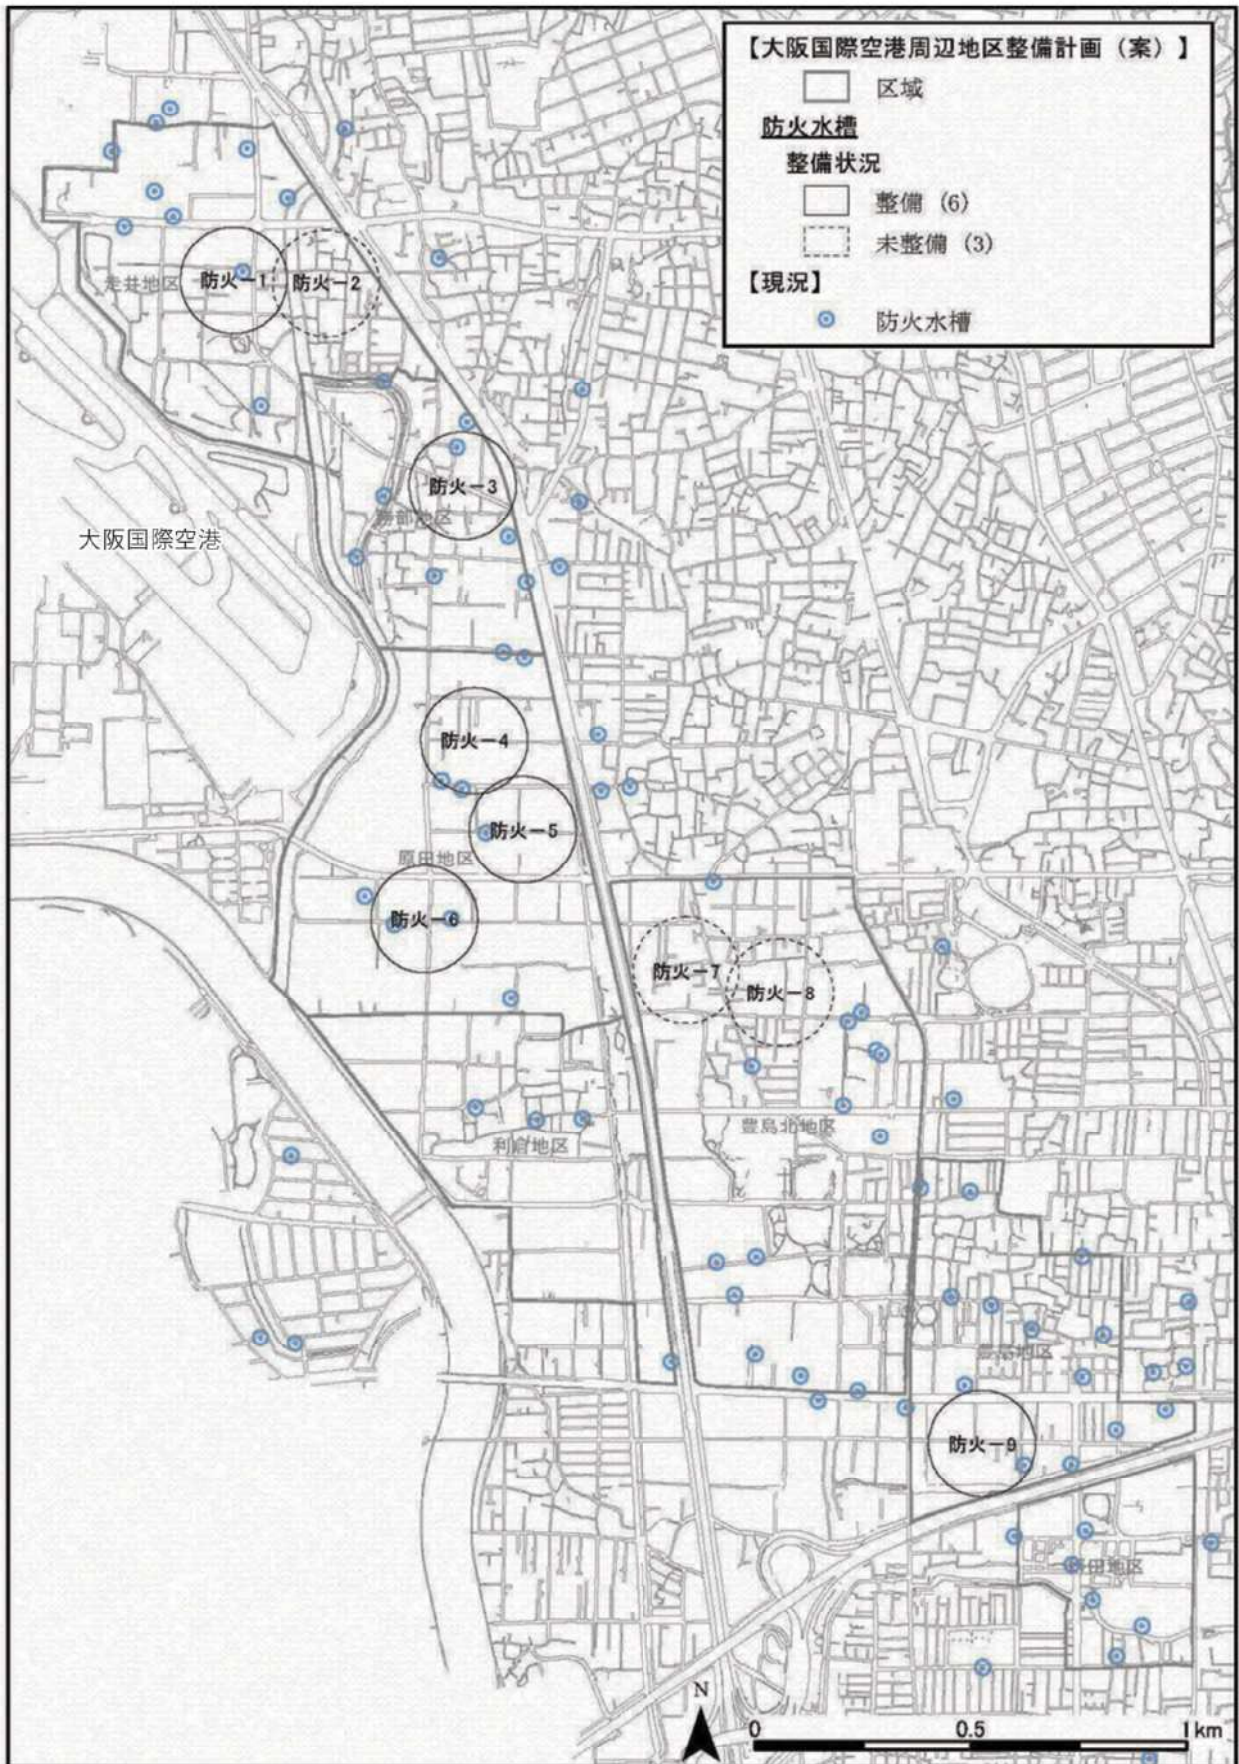 【大阪国際空港周辺地区整備計画（案）】
区域
防火水槽
整備状況
整備（6）
未整備（3）
【現況】
防火水槽
走井地区
防火－1
防火－2
防火－3
勝部地区
大阪国際空港
防火－4
防火－5
原田地区
防火－6
防火－7
防火－8
豊島北地区
利倉地区
豊島地区
防火－9
N
0 0.5 1km